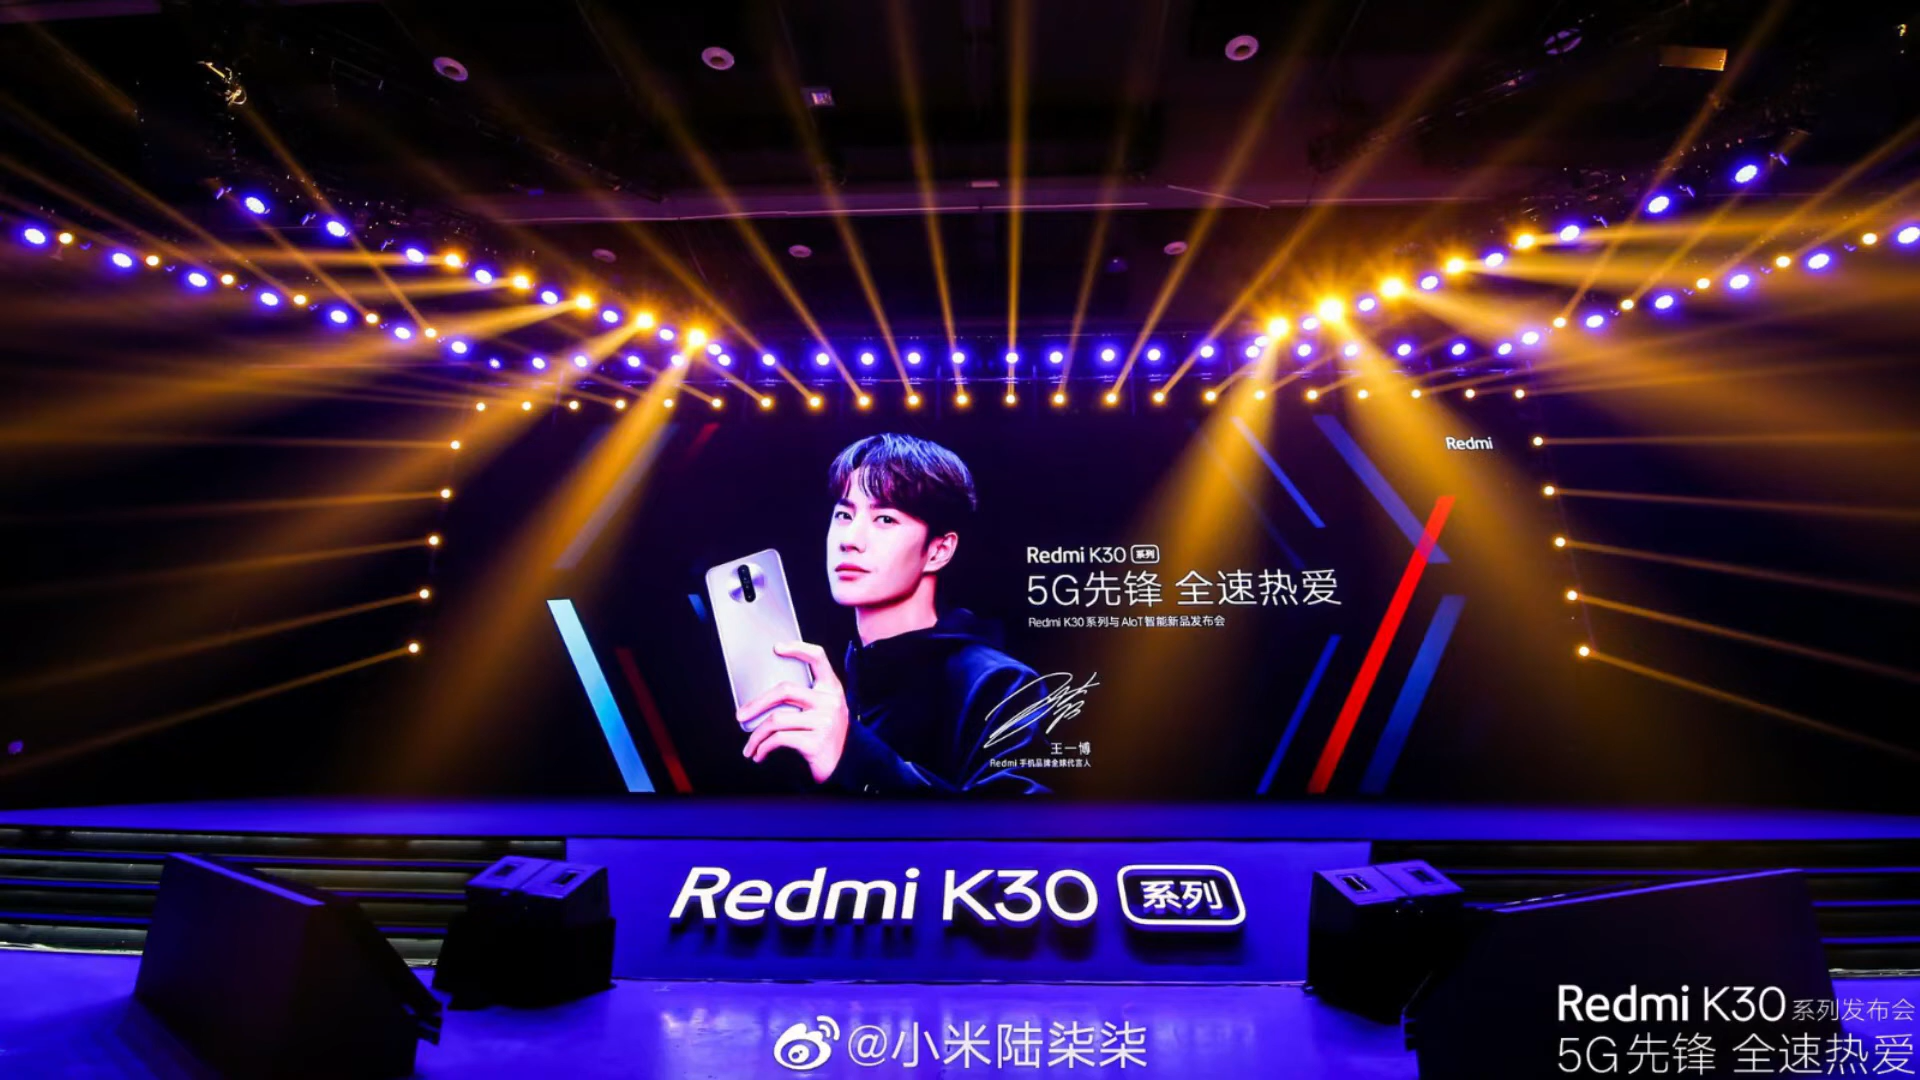 Redmi
Redmi K30 系列
5G先锋 全速热爱
Redmi K30系列与AIoT智能新品发布会
王一博
Redmi 手机品牌全球代言人
Redmi K30 系列
@小米陆柒柒
Redmi K30 系列发布会
5G先锋 全速热爱